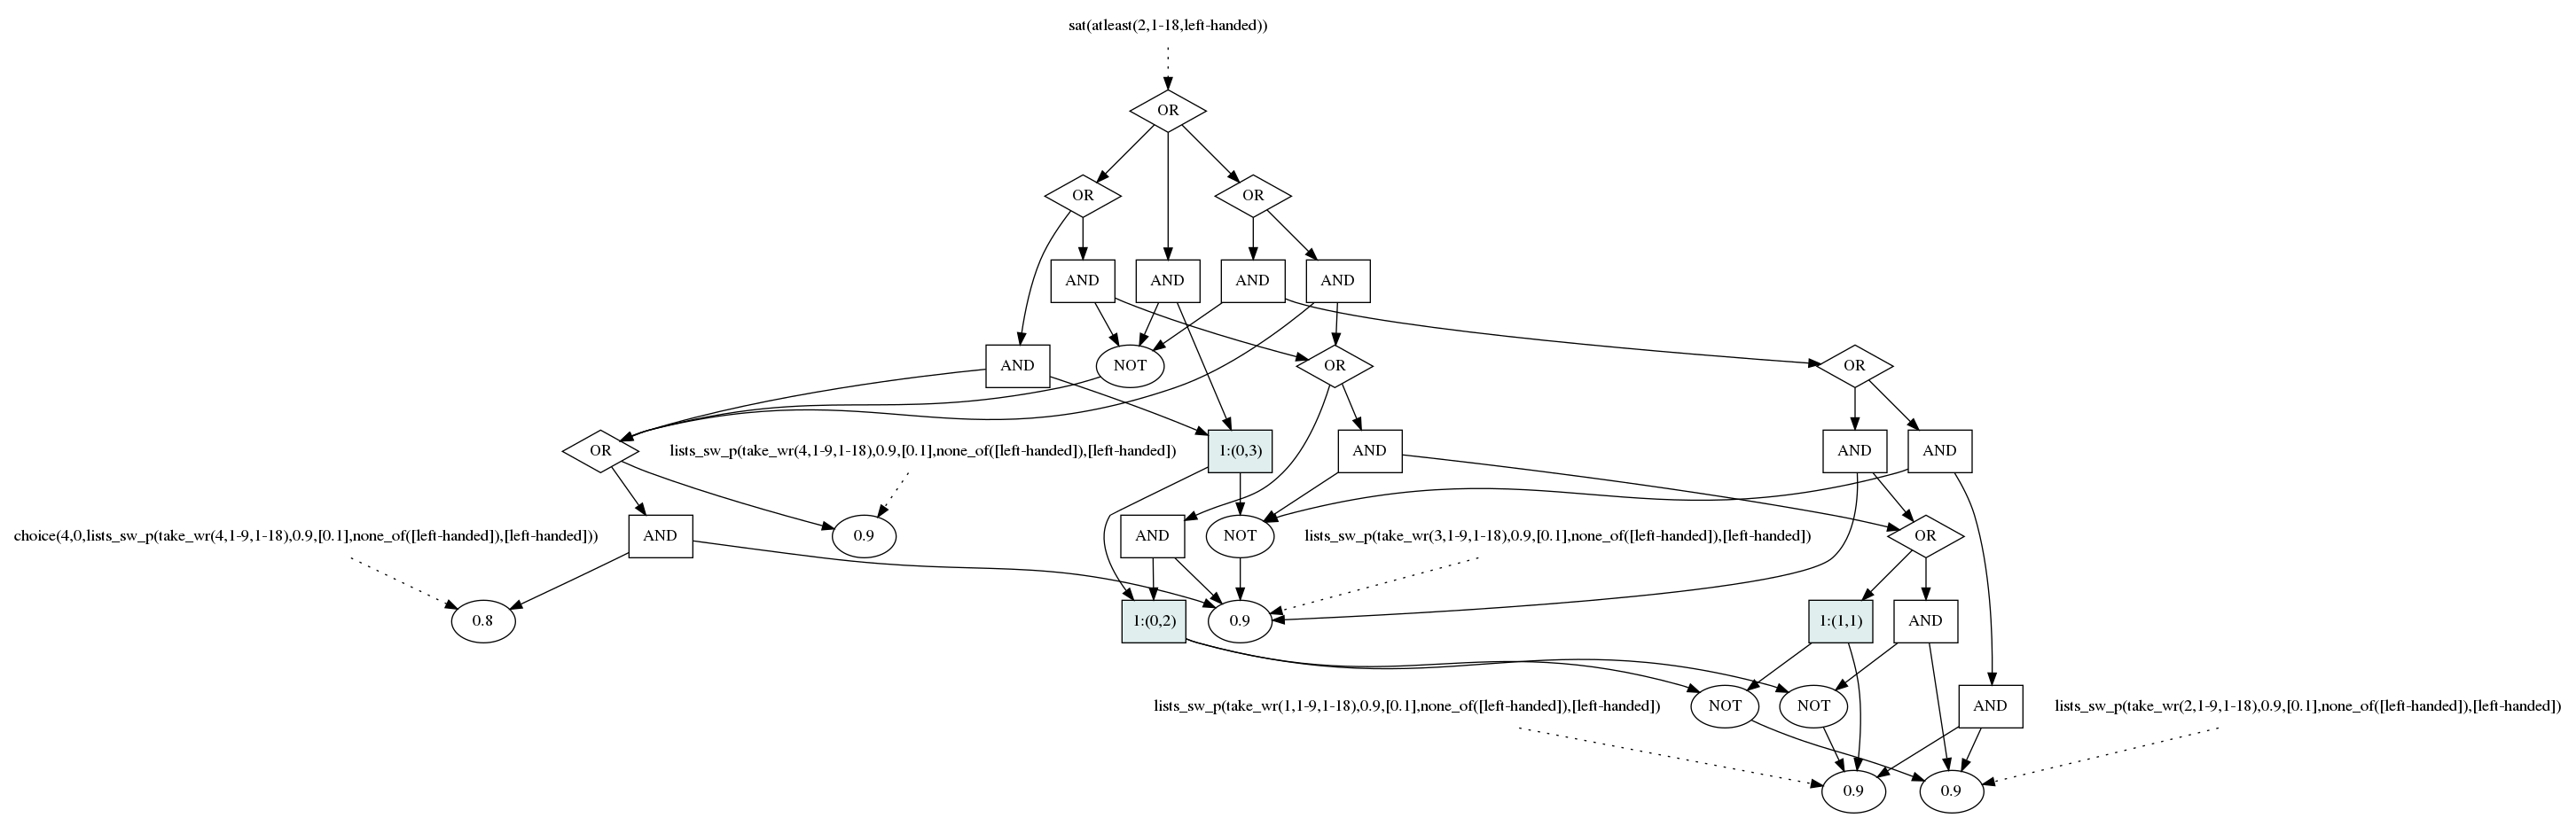 sat(atleast(2,1-18,left-handed))
OR
OR
OR
AND
AND
AND
AND
AND
NOT
OR
OR
OR
lists_sw_p(take_wr(4,1-9,1-18),0.9,[0.1],none_of([left-handed]),[left-handed])
1:(0,3)
AND
AND
AND
choice(4,0,lists_sw_p(take_wr(4,1-9,1-18),0.9,[0.1],none_of([left-handed]),[left-handed]))
AND
0.9
AND
NOT
lists_sw_p(take_wr(3,1-9,1-18),0.9,[0.1],none_of([left-handed]),[left-handed])
OR
0.8
1:(0,2)
0.9
1:(1,1)
AND
lists_sw_p(take_wr(1,1-9,1-18),0.9,[0.1],none_of([left-handed]),[left-handed])
NOT
NOT
AND
lists_sw_p(take_wr(2,1-9,1-18),0.9,[0.1],none_of([left-handed]),[left-handed])
0.9
0.9